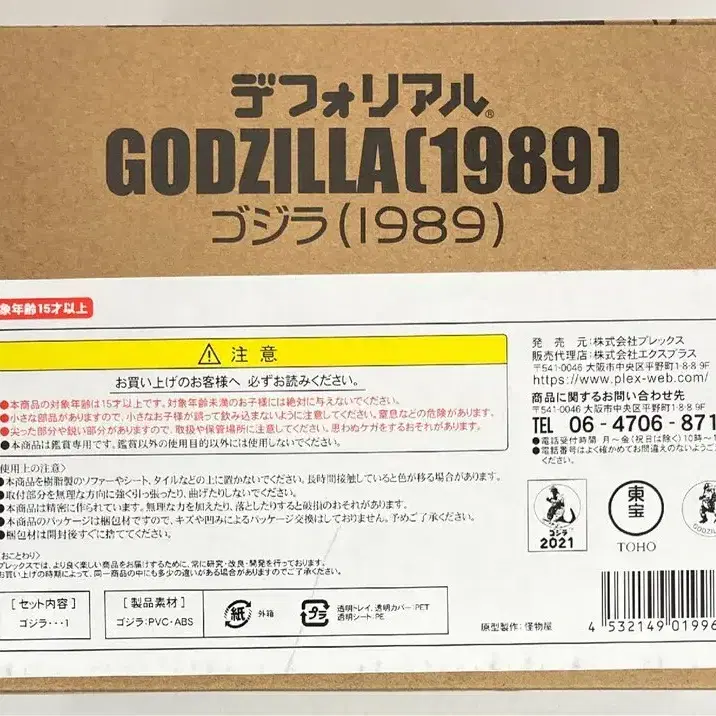 デフォリアル®
GODZILLA(1989)
ゴジラ(1989)
象年齢15才以上
⚠ 注意
お買い上げのお客様へ 必ずお読みください。
●本商品の対象年齢は15才以上です。対象年齢未満のお子様には絶対に与えないでください。
●小さな部品がありますので、小さなお子様が誤って飲み込まないように注意してください。窒息などの危険があります。
●尖った部分や鋭い部分がありますので、取扱や保管場所に注意してください。思わぬケガをするおそれがあります。
●本商品は鑑賞専用です。鑑賞以外の使用目的以外には使用しないでください。
使用上の注意〉
●本商品を樹脂製のソファーやシート、タイルなどの上に置かないでください。長時間接触していると色が移る場合があります。
●取付部分を無理な方向に強く引っ張ったり、曲げたりしないでください。
●本商品は精密に作られています。無理な力を加えたり、落としたりすると破損のおそれがあります。
●本商品のパッケージは梱包材ですので、キズや凹みによるパッケージ交換はしておりません。予めご了承ください。
●梱包材は開封後すぐに捨ててください。
おことわり〉
プレックスでは、より良く楽しい商品をお届けするために、常に研究・改良・開発を行っております。
お買い上げの時期によって、同一商品の中にも多少の違いがある場合がありますのでご了承ください。
[セット内容]
ゴジラ・・・1
[製品素材]
ゴジラ:PVC・ABS
紙 外箱
プラ 透明トレイ、透明カバー:PET
透明シート:PE
発売元:株式会社プレックス
販売代理店:株式会社エクスプラス
〒541-0046 大阪市中央区平野町1-8-8 9F
https://www.plex-web.com/
商品に関するお問い合わせ先
〒541-0046 大阪市中央区平野町1-8-8 9F
TEL 06-4706-871
●電話受付時間 月〜金(祝日は除く)10時〜1
●電話番号はよく確かめてお間違えのないように
ゴジラ
2021
東宝
TOHO
GODZILLA
原型製作:怪物屋
4 532149 01996